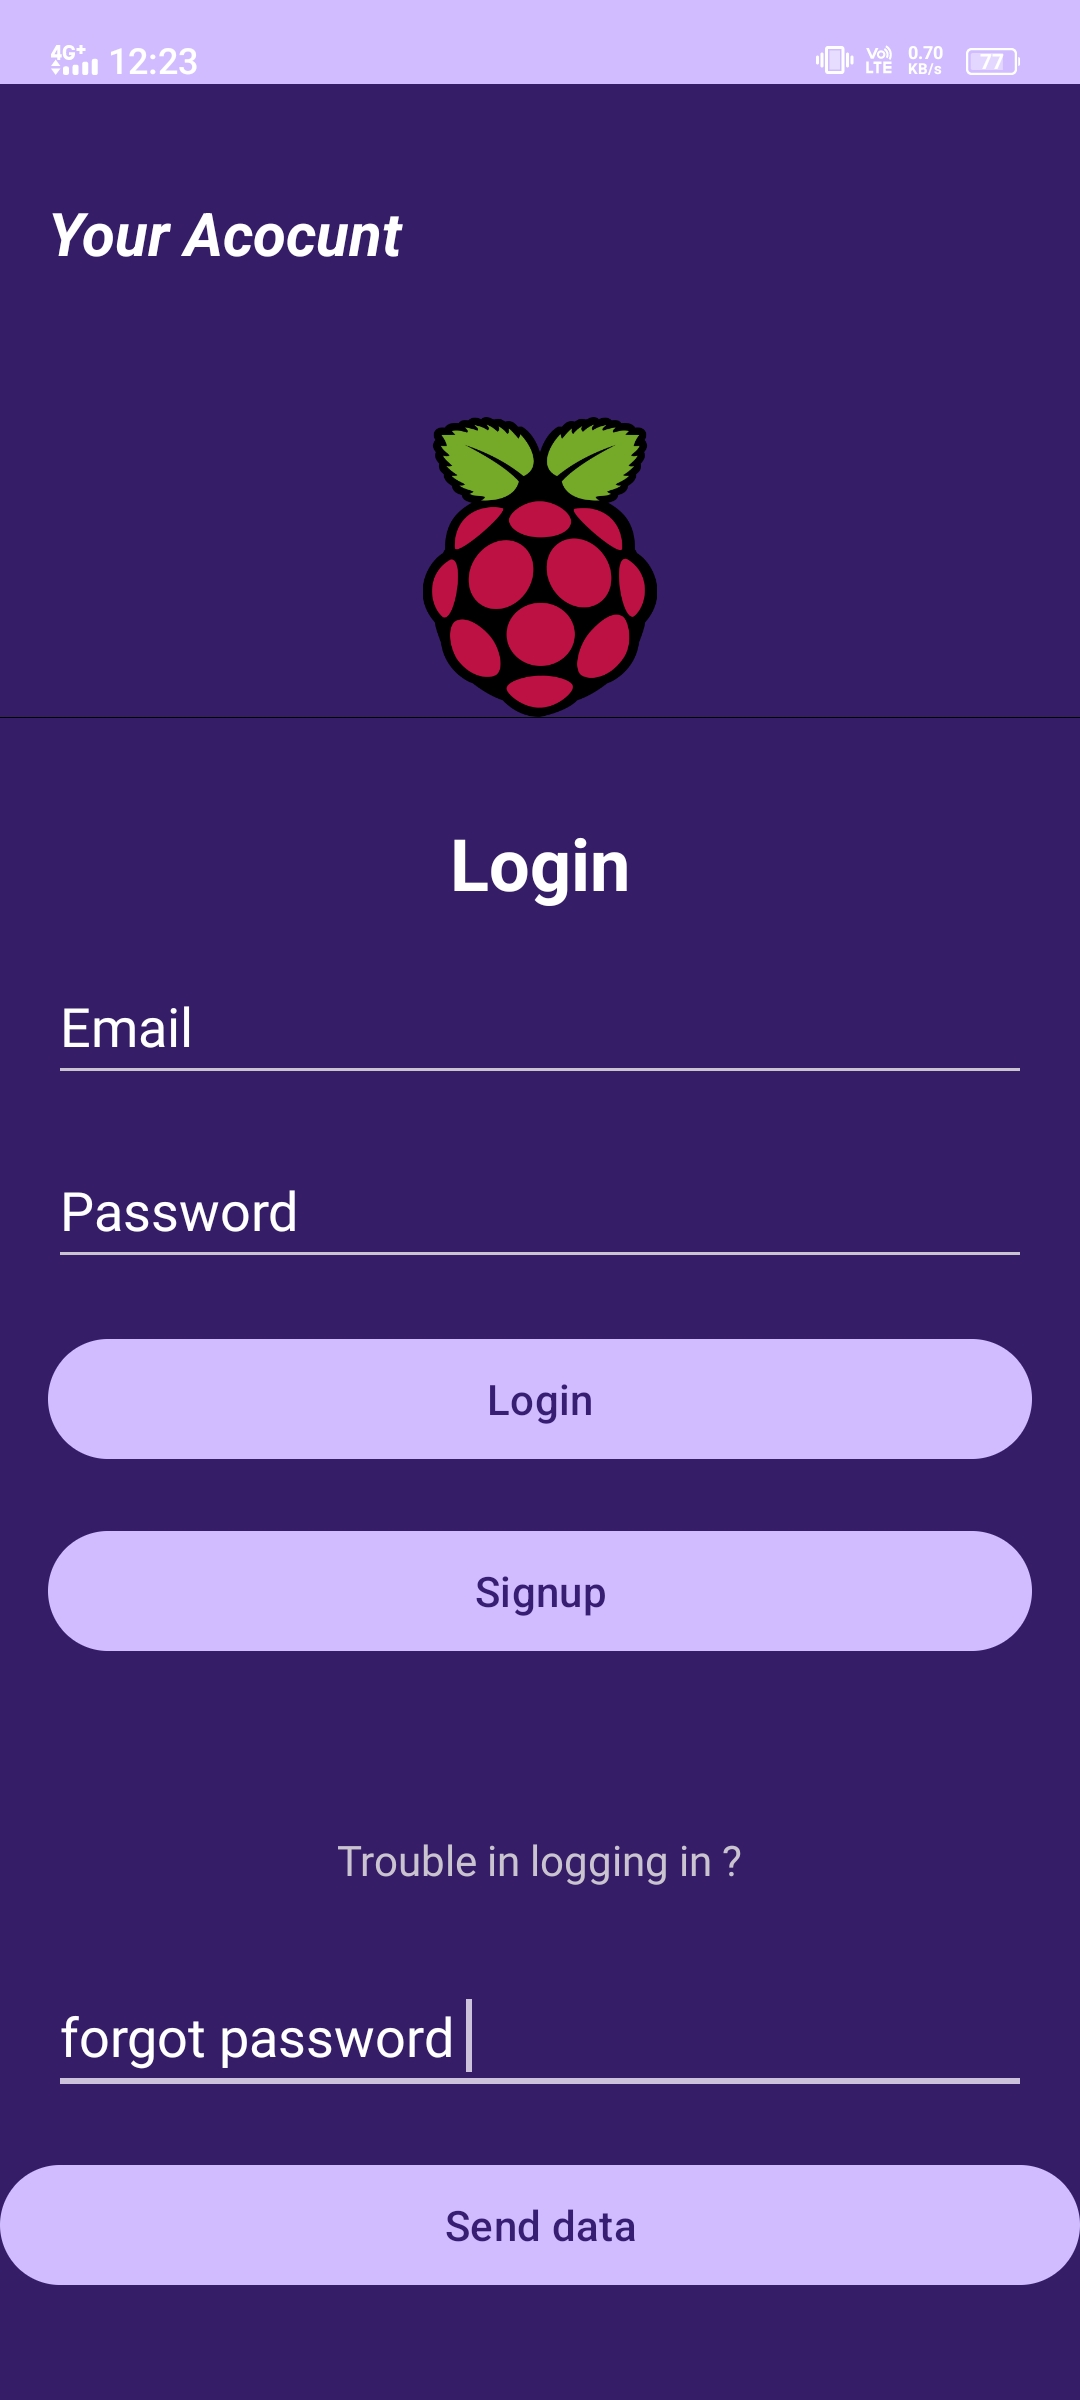 4G+ 12:23 Vo LTE 0.70 KB/s 77
Your Acocunt
Login
Email
Password
Login
Signup
Trouble in logging in ?
forgot password
Send data